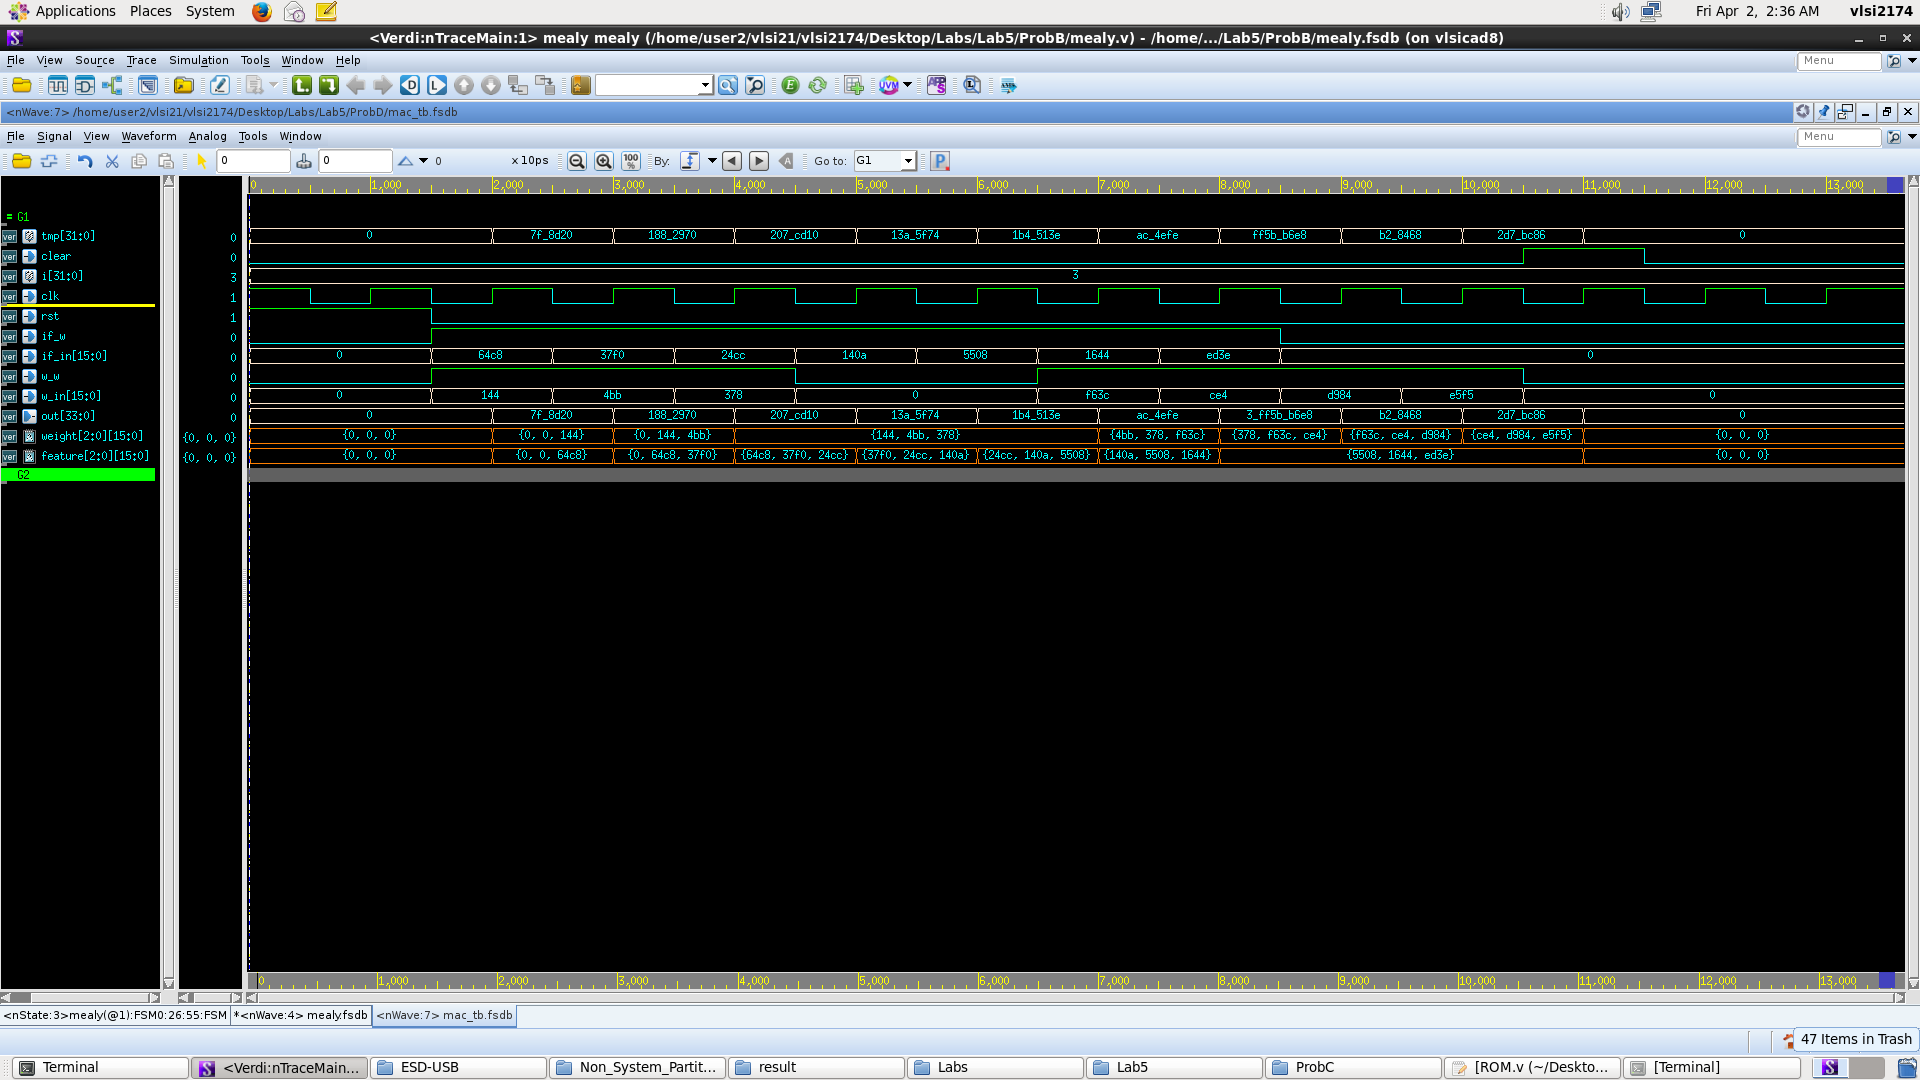 Applications Places System Fri Apr 2, 2:36 AM vlsi2174
<Verdi:nTraceMain:1> mealy mealy (/home/user2/vlsi21/vlsi2174/Desktop/Labs/Lab5/ProbB/mealy.v) - /home/.../Lab5/ProbB/mealy.fsdb (on vlsicad8)
File View Source Trace Simulation Tools Window Help Menu
<nWave:7> /home/user2/vlsi21/vlsi2174/Desktop/Labs/Lab5/ProbD/mac_tb.fsdb
File Signal View Waveform Analog Tools Window Menu
0 0 0 x 10ps 100 % By: Go to: G1
0 1,000 2,000 3,000 4,000 5,000 6,000 7,000 8,000 9,000 10,000 11,000 12,000 13,000
= G1
ver tmp[31:0] 0 0 7f_8d20 188_2970 207_cd10 13a_5f74 1b4_513e ac_4efe ff5b_b6e8 b2_8468 2d7_bc86 0
ver clear 0
ver i[31:0] 3 3
ver clk 1
ver rst 1
ver if_w 0
ver if_in[15:0] 0 0 64c8 37f0 24cc 140a 5508 1644 ed3e 0
ver w_w 0
ver w_in[15:0] 0 0 144 4bb 378 0 f63c ce4 d984 e5f5 0
ver out[33:0] 0 0 7f_8d20 188_2970 207_cd10 13a_5f74 1b4_513e ac_4efe 3_ff5b_b6e8 b2_8468 2d7_bc86 0
ver weight[2:0][15:0] {0, 0, 0} {0, 0, 0} {0, 0, 144} {0, 144, 4bb} {144, 4bb, 378} {4bb, 378, f63c} {378, f63c, ce4} {f63c, ce4, d984} {ce4, d984, e5f5} {0, 0, 0}
ver feature[2:0][15:0] {0, 0, 0} {0, 0, 0} {0, 0, 64c8} {0, 64c8, 37f0} {64c8, 37f0, 24cc} {37f0, 24cc, 140a} {24cc, 140a, 5508} {140a, 5508, 1644} {5508, 1644, ed3e} {0, 0, 0}
G2
0 1,000 2,000 3,000 4,000 5,000 6,000 7,000 8,000 9,000 10,000 11,000 12,000 13,000
<nState:3>mealy(@1):FSM0:26:55:FSM *<nWave:4> mealy.fsdb <nWave:7> mac_tb.fsdb
47 Items in Trash
Terminal <Verdi:nTraceMain... ESD-USB Non_System_Partit... result Labs Lab5 ProbC [ROM.v (~/Deskto... [Terminal]